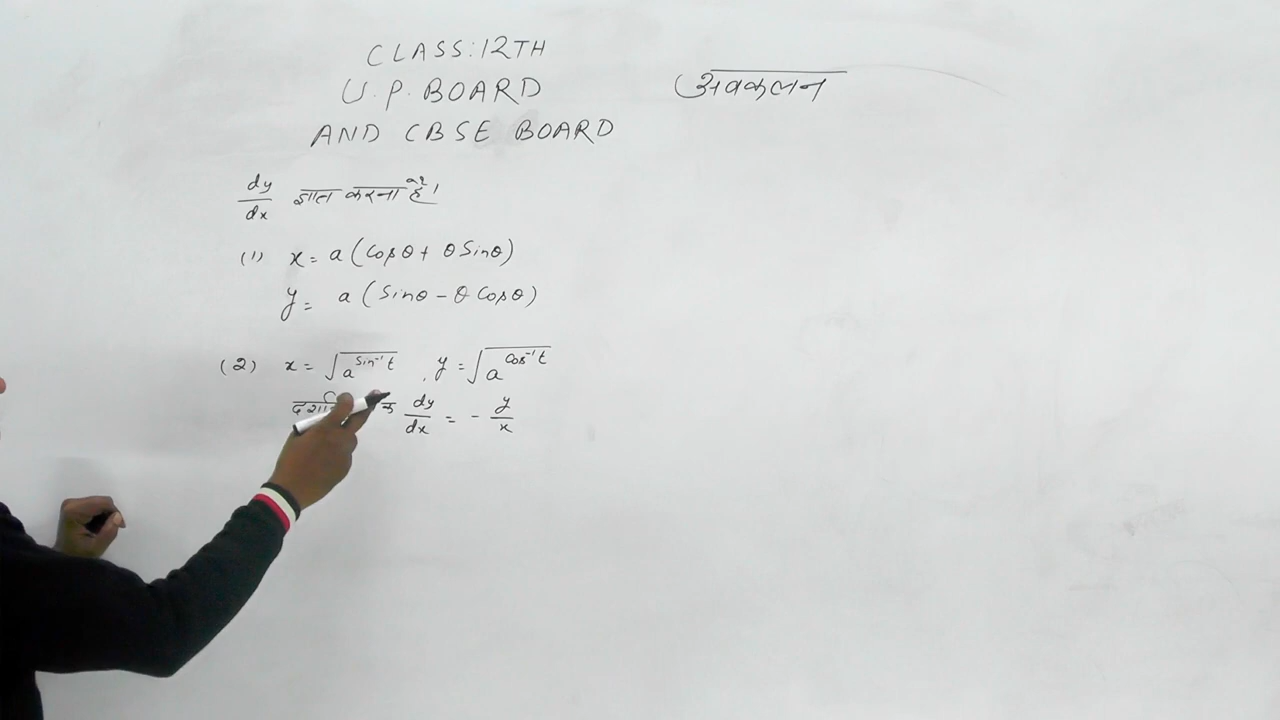 CLASS:12TH
U.P. BOARD
AND CBSE BOARD
अवकलन
dy/dx ज्ञात करना है।
(1) x = a (Cosθ + θ Sinθ)
y = a (Sinθ - θ Cosθ)
(2) x = √a^Sin⁻¹t , y = √a^Cos⁻¹t
dy/dx = - y/x